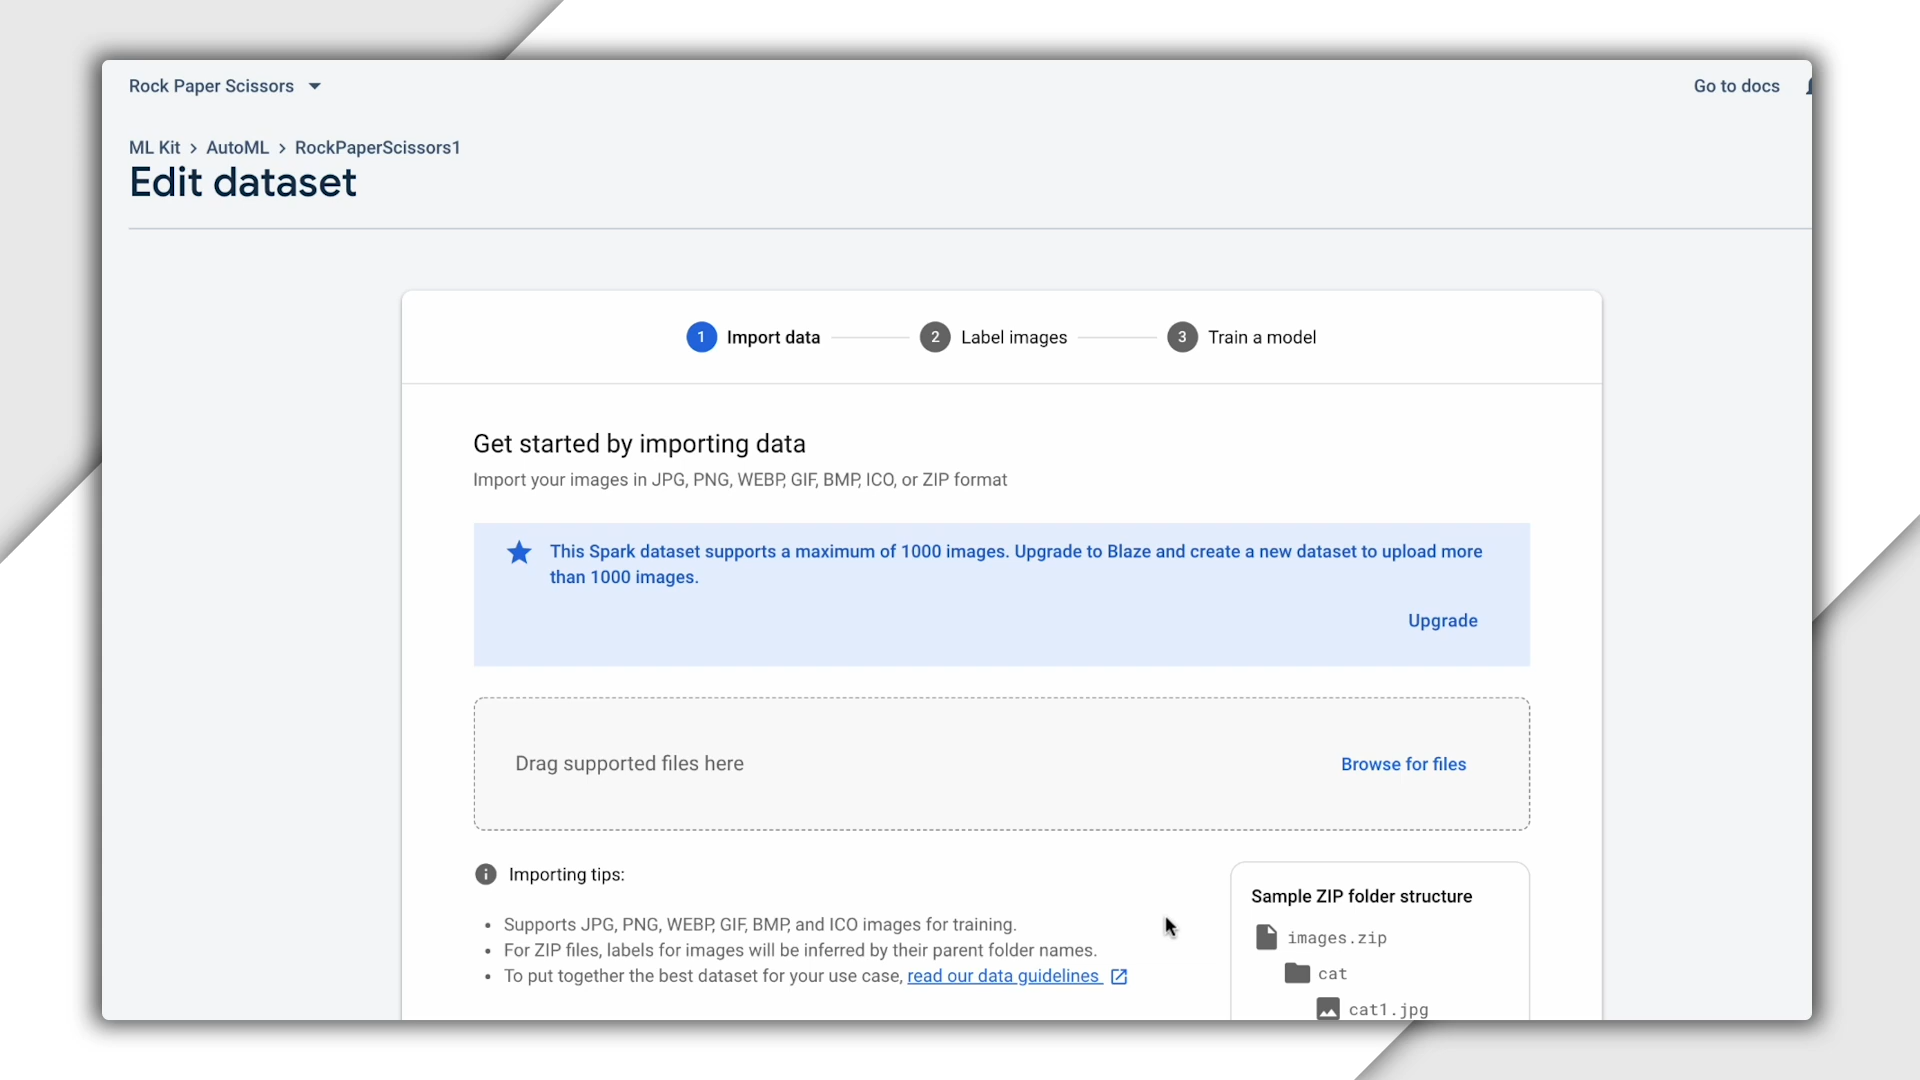 Rock Paper Scissors
Go to docs
ML Kit > AutoML > RockPaperScissors1
Edit dataset
1 Import data
2 Label images
3 Train a model
Get started by importing data
Import your images in JPG, PNG, WEBP, GIF, BMP, ICO, or ZIP format
This Spark dataset supports a maximum of 1000 images. Upgrade to Blaze and create a new dataset to upload more
than 1000 images.
Upgrade
Drag supported files here
Browse for files
Importing tips:
• Supports JPG, PNG, WEBP, GIF, BMP, and ICO images for training.
• For ZIP files, labels for images will be inferred by their parent folder names.
• To put together the best dataset for your use case, read our data guidelines
Sample ZIP folder structure
images.zip
cat
cat1.jpg